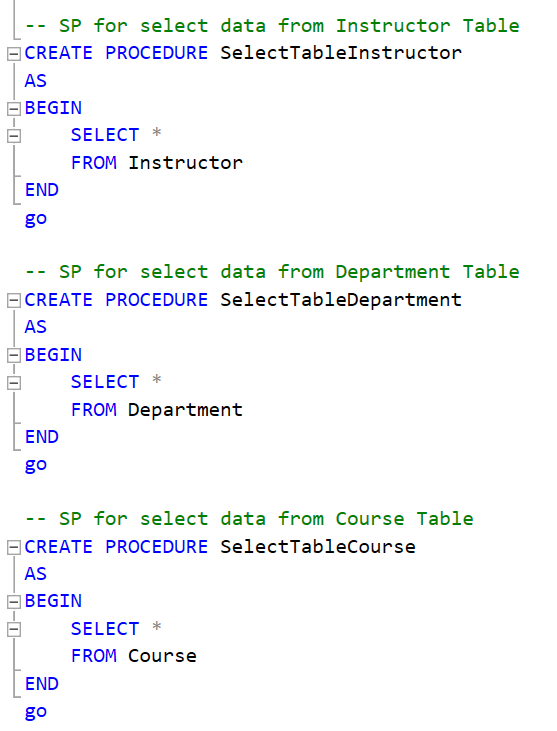 -- SP for select data from Instructor Table
CREATE PROCEDURE SelectTableInstructor
AS
BEGIN
    SELECT *
    FROM Instructor
END
go
-- SP for select data from Department Table
CREATE PROCEDURE SelectTableDepartment
AS
BEGIN
    SELECT *
    FROM Department
END
go
-- SP for select data from Course Table
CREATE PROCEDURE SelectTableCourse
AS
BEGIN
    SELECT *
    FROM Course
END
go